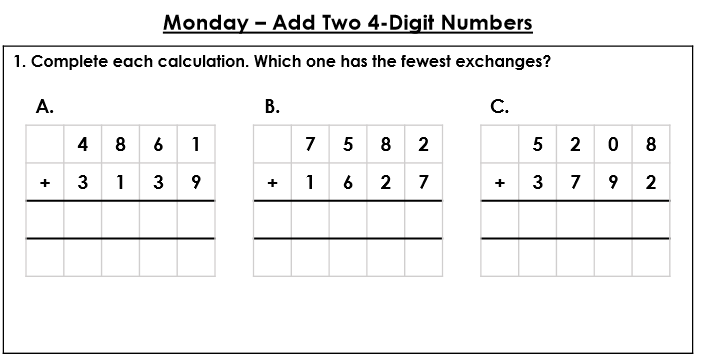 Monday – Add Two 4-Digit Numbers
1. Complete each calculation. Which one has the fewest exchanges?
A. B. C.
4 8 6 1 7 5 8 2 5 2 0 8
+ 3 1 3 9 + 1 6 2 7 + 3 7 9 2